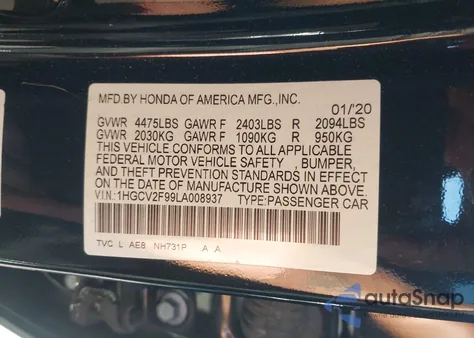 MFD.BY HONDA OF AMERICA MFG.,INC.
01/20
GVWR 4475LBS GAWR F 2403LBS R 2094LBS
GVWR 2030KG GAWR F 1090KG R 950KG
THIS VEHICLE CONFORMS TO ALL APPLICABLE
FEDERAL MOTOR VEHICLE SAFETY , BUMPER,
AND THEFT PREVENTION STANDARDS IN EFFECT
ON THE DATE OF MANUFACTURE SHOWN ABOVE.
V.I.N:1HGCV2F99LA008937 TYPE:PASSENGER CAR
TVC L AE8 NH731P A A
autoSnap